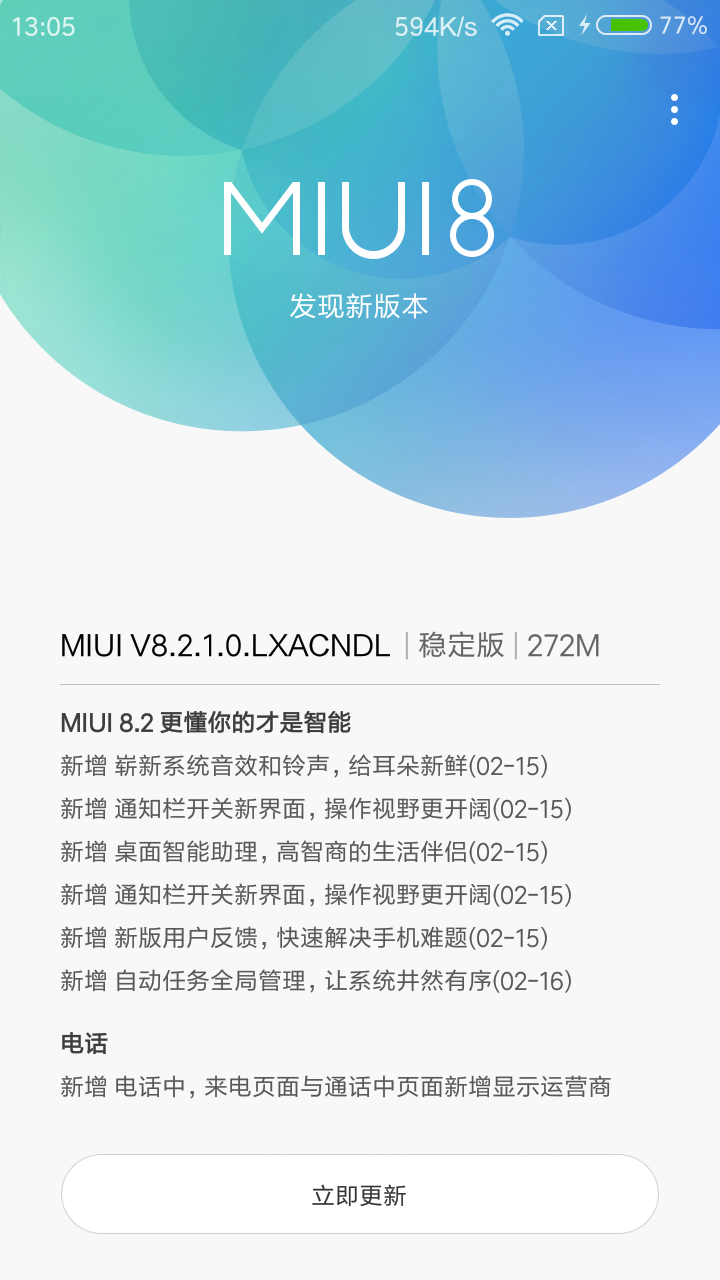 13:05 594K/s 77%
MIUI 8
发现新版本
MIUI V8.2.1.0.LXACNDL | 稳定版 | 272M
MIUI 8.2 更懂你的才是智能
新增 崭新系统音效和铃声，给耳朵新鲜(02-15)
新增 通知栏开关新界面，操作视野更开阔(02-15)
新增 桌面智能助理，高智商的生活伴侣(02-15)
新增 通知栏开关新界面，操作视野更开阔(02-15)
新增 新版用户反馈，快速解决手机难题(02-15)
新增 自动任务全局管理，让系统井然有序(02-16)
电话
新增 电话中，来电页面与通话中页面新增显示运营商
立即更新